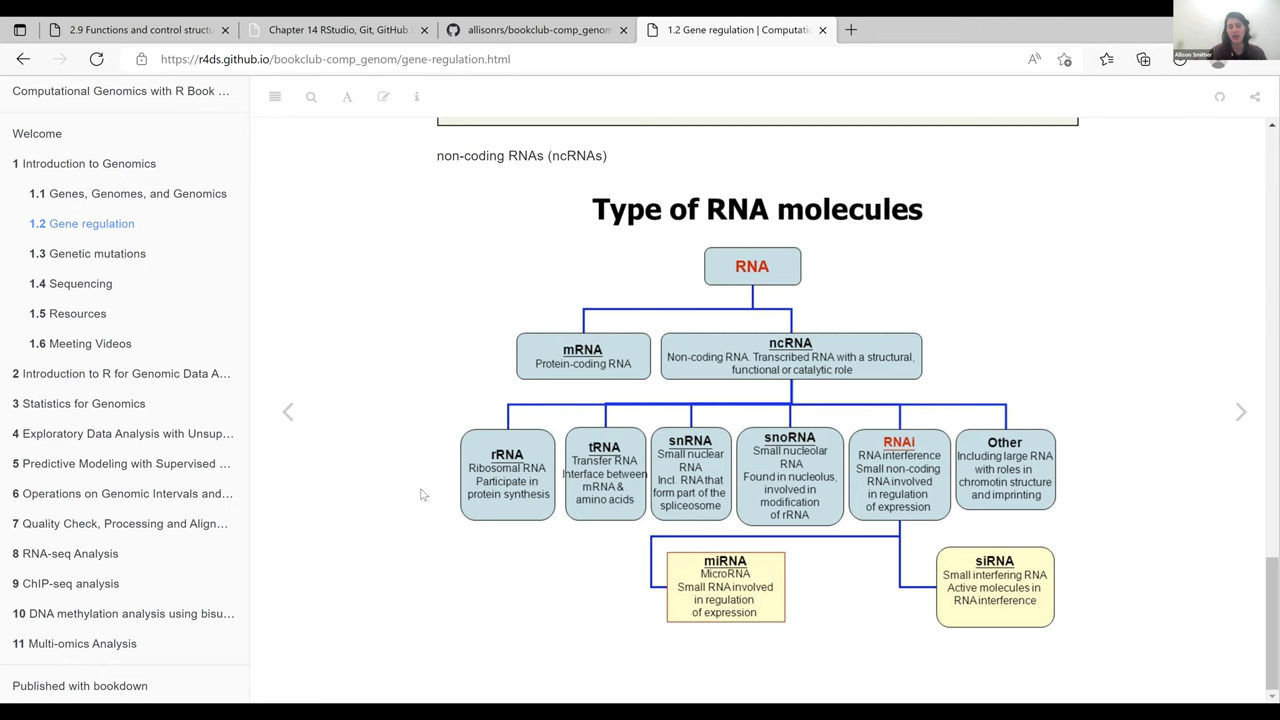 2.9 Functions and control structu
Chapter 14 RStudio, Git, GitHub
allisonrs/bookclub-comp_genom
1.2 Gene regulation | Computati
Allison Smither
https://r4ds.github.io/bookclub-comp_genom/gene-regulation.html
Computational Genomics with R Book ...
Welcome
1 Introduction to Genomics
1.1 Genes, Genomes, and Genomics
1.2 Gene regulation
1.3 Genetic mutations
1.4 Sequencing
1.5 Resources
1.6 Meeting Videos
2 Introduction to R for Genomic Data A...
3 Statistics for Genomics
4 Exploratory Data Analysis with Unsup...
5 Predictive Modeling with Supervised ...
6 Operations on Genomic Intervals and...
7 Quality Check, Processing and Align...
8 RNA-seq Analysis
9 ChIP-seq analysis
10 DNA methylation analysis using bisu...
11 Multi-omics Analysis
Published with bookdown
non-coding RNAs (ncRNAs)
Type of RNA molecules
RNA
mRNA
Protein-coding RNA
ncRNA
Non-coding RNA. Transcribed RNA with a structural,
functional or catalytic role
rRNA
Ribosomal RNA
Participate in
protein synthesis
tRNA
Transfer RNA
Interface between
mRNA &
amino acids
snRNA
Small nuclear
RNA
Incl. RNA that
form part of the
spliceosome
snoRNA
Small nucleolar
RNA
Found in nucleolus,
involved in
modification
of rRNA
RNAi
RNA interference
Small non-coding
RNA involved
in regulation
of expression
Other
Including large RNA
with roles in
chromotin structure
and imprinting
miRNA
MicroRNA
Small RNA involved
in regulation
of expression
siRNA
Small interfering RNA
Active molecules in
RNA interference